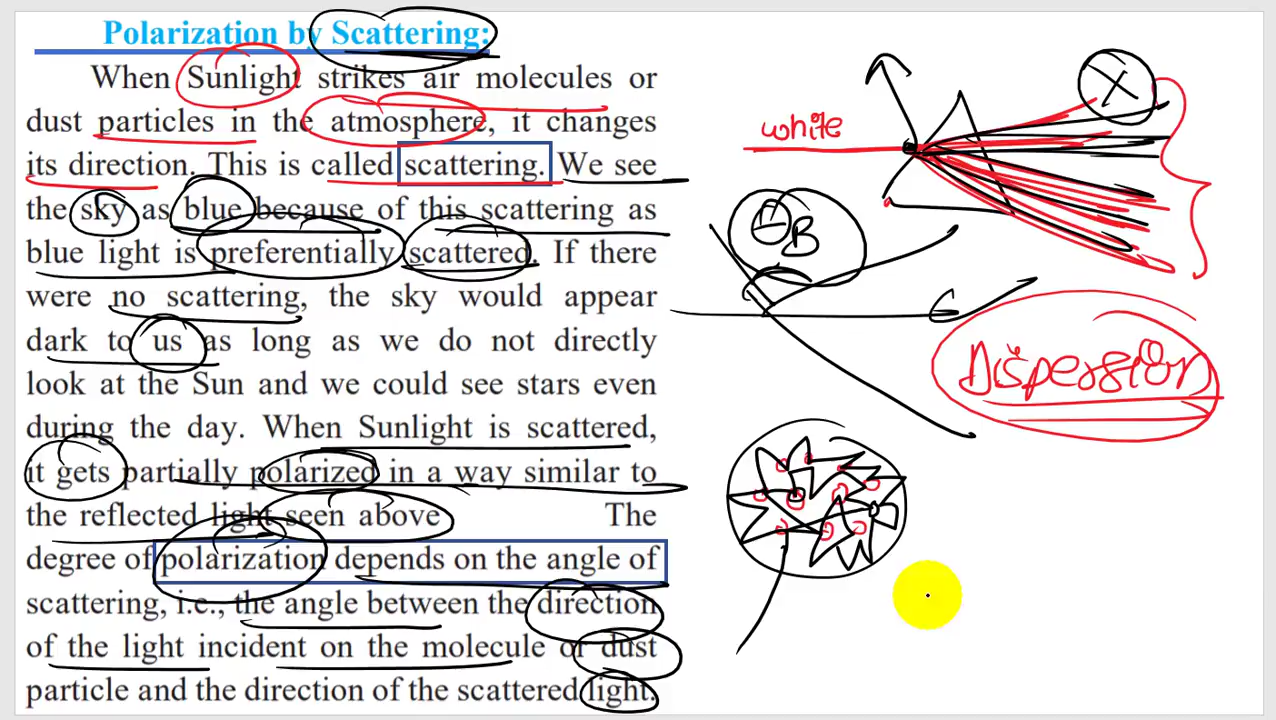 Polarization by Scattering:
When Sunlight strikes air molecules or
dust particles in the atmosphere, it changes
its direction. This is called scattering. We see
the sky as blue because of this scattering as
blue light is preferentially scattered. If there
were no scattering, the sky would appear
dark to us as long as we do not directly
look at the Sun and we could see stars even
during the day. When Sunlight is scattered,
it gets partially polarized in a way similar to
the reflected light seen above The
degree of polarization depends on the angle of
scattering, i.e., the angle between the direction
of the light incident on the molecule or dust
particle and the direction of the scattered light.
white
X
B
Dispersion